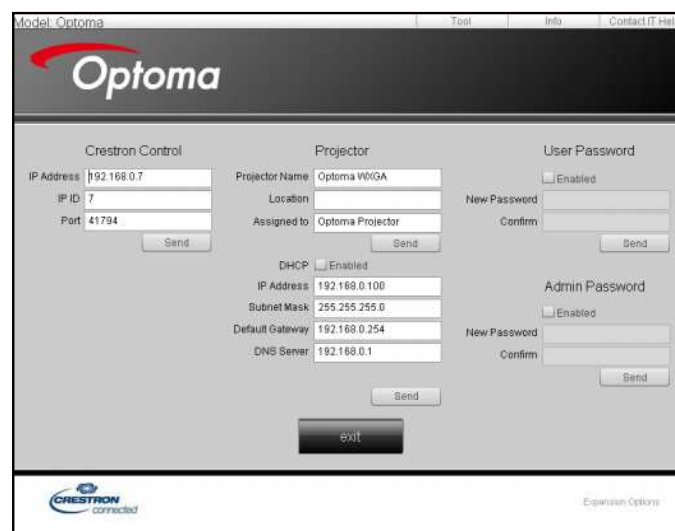 Model: Optoma
Tool
Info
Contact IT Hel
Optoma
Crestron Control
IP Address 192.168.0.7
IP ID 7
Port 41794
Send
Projector
Projector Name Optoma WXGA
Location
Assigned to Optoma Projector
Send
DHCP Enabled
IP Address 192.168.0.100
Subnet Mask 255.255.255.0
Default Gateway 192.168.0.254
DNS Server 192.168.0.1
Send
User Password
Enabled
New Password
Confirm
Send
Admin Password
Enabled
New Password
Confirm
Send
exit
CRESTRON
connected
Expansion Options